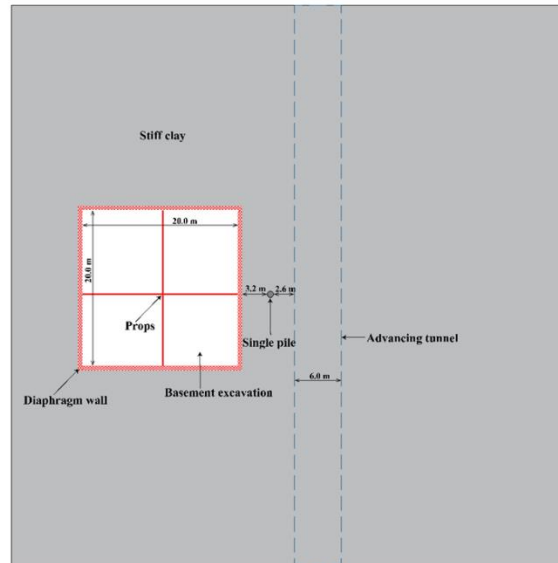 Stiff clay
20.0 m
20.0 m
3.2 m
2.6 m
Props
Single pile
Advancing tunnel
6.0 m
Diaphragm wall
Basement excavation